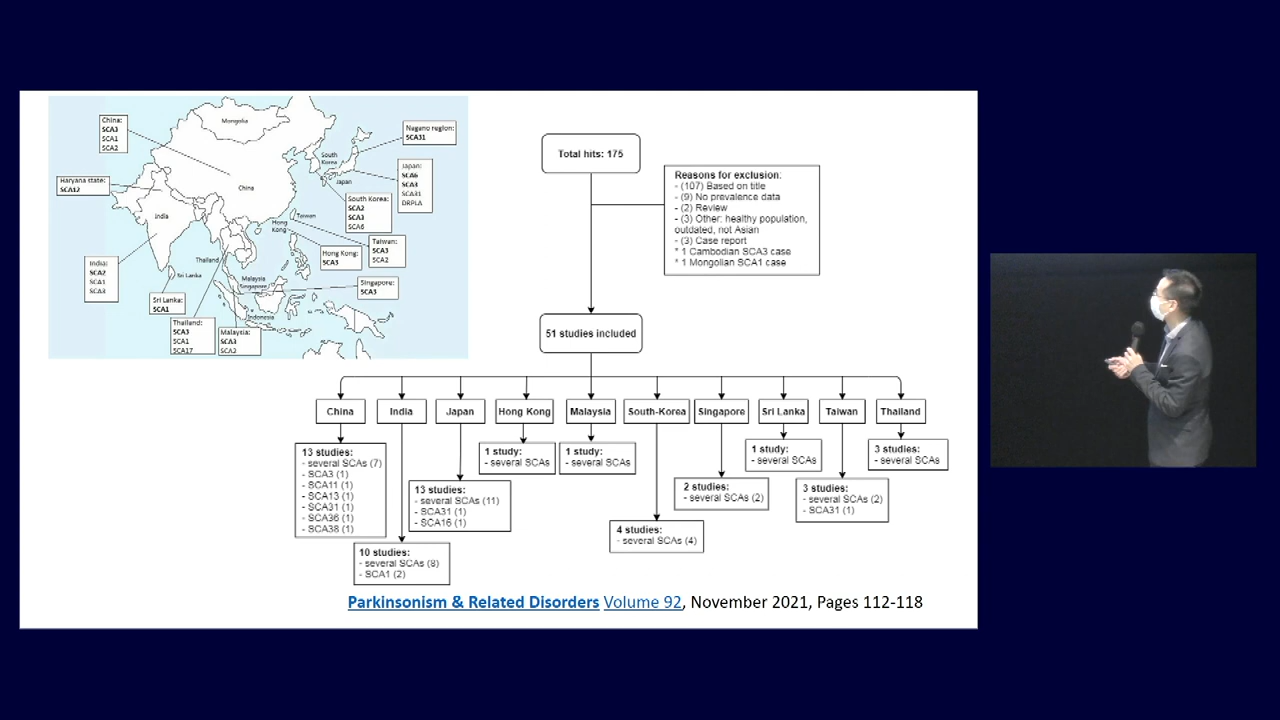 Mongolia
China:
SCA3
SCA1
SCA2
Nagano region:
SCA31
South
Korea
Japan
Japan:
SCA6
SCA3
SCA31
DRPLA
Haryana state:
SCA12
China
South Korea:
SCA2
SCA3
SCA6
India
Taiwan
Hong
Kong
Taiwan:
SCA3
SCA2
Hong Kong:
SCA3
India:
SCA2
SCA1
SCA3
Thailand
Sri Lanka
Malaysia
Singapore
Singapore:
SCA3
Sri Lanka:
SCA1
Indonesia
Thailand:
SCA3
SCA1
SCA17
Malaysia:
SCA3
SCA2
Total hits: 175
Reasons for exclusion:
- (107) Based on title
- (9) No prevalence data
- (2) Review
- (3) Other: healthy population,
outdated, not Asian
- (3) Case report
* 1 Cambodian SCA3 case
* 1 Mongolian SCA1 case
51 studies included
China
India
Japan
Hong Kong
Malaysia
South-Korea
Singapore
Sri Lanka
Taiwan
Thailand
13 studies:
- several SCAs (7)
- SCA3 (1)
- SCA11 (1)
- SCA13 (1)
- SCA31 (1)
- SCA36 (1)
- SCA38 (1)
10 studies:
- several SCAs (8)
- SCA1 (2)
13 studies:
- several SCAs (11)
- SCA31 (1)
- SCA16 (1)
1 study:
- several SCAs
1 study:
- several SCAs
4 studies:
- several SCAs (4)
2 studies:
- several SCAs (2)
1 study:
- several SCAs
3 studies:
- several SCAs (2)
- SCA31 (1)
3 studies:
- several SCAs
Parkinsonism & Related Disorders Volume 92, November 2021, Pages 112-118